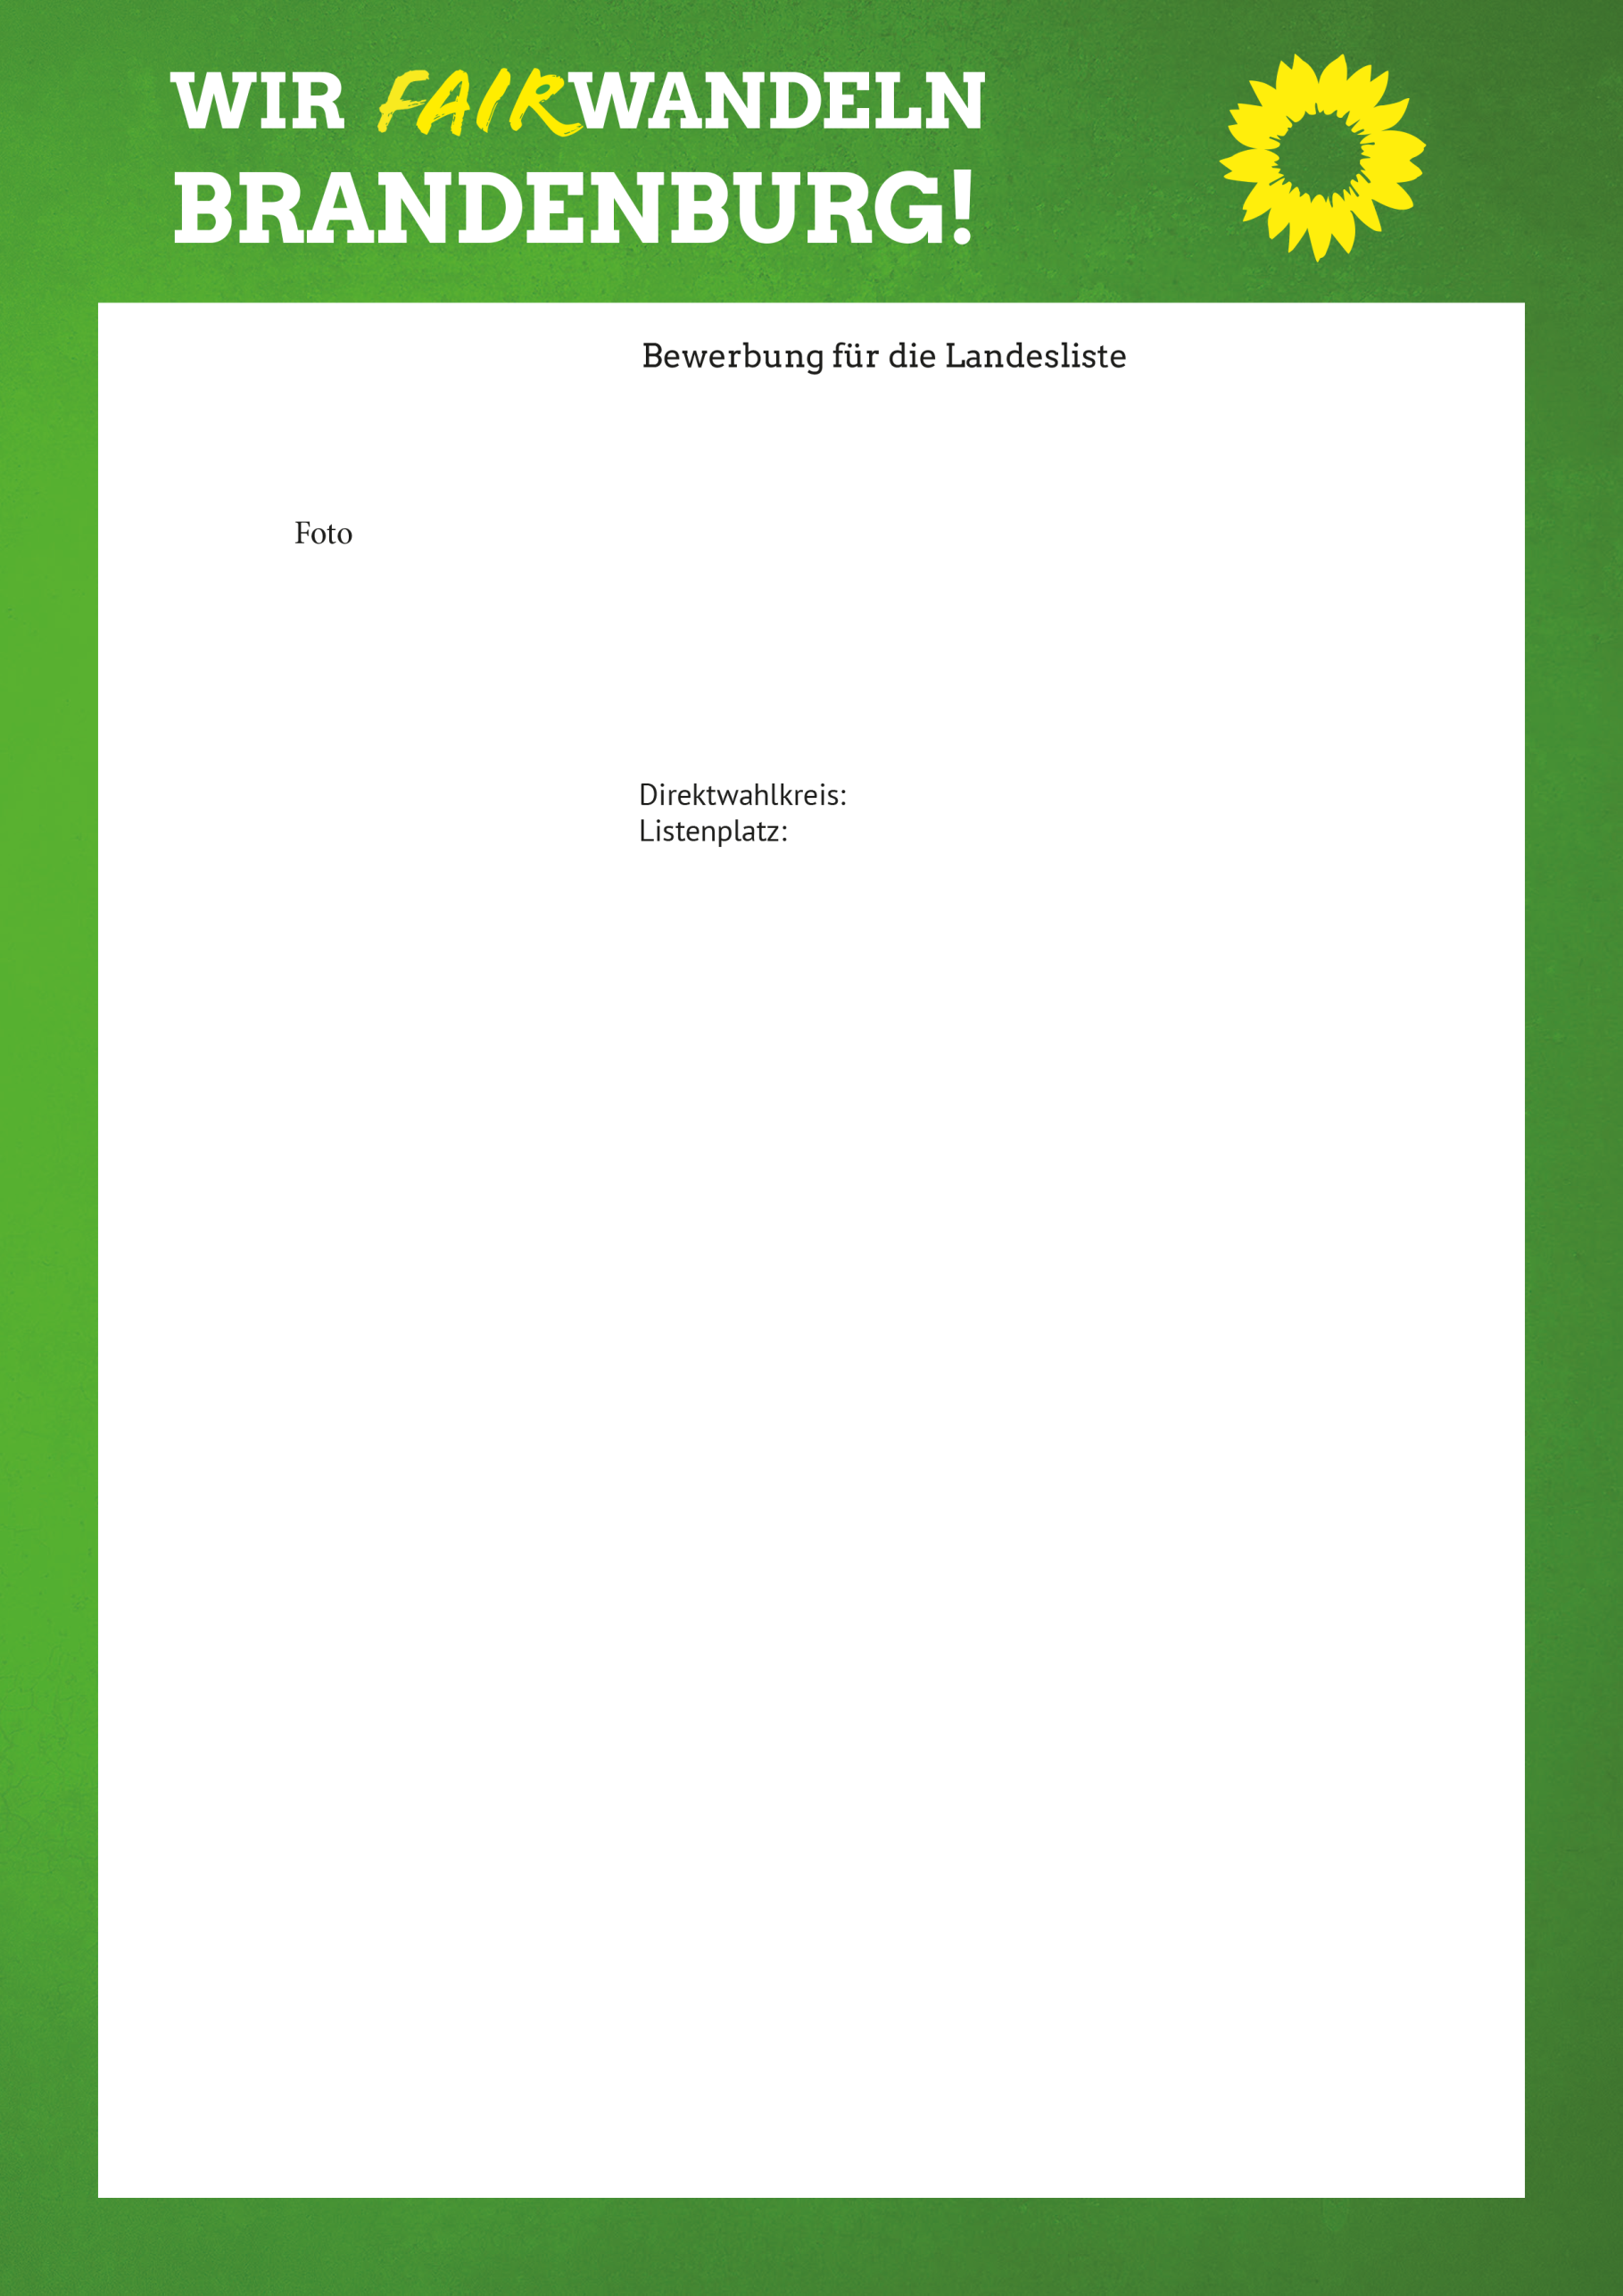 WIR FAIRWANDELN
BRANDENBURG!
Bewerbung für die Landesliste
Foto
Direktwahlkreis:
Listenplatz: